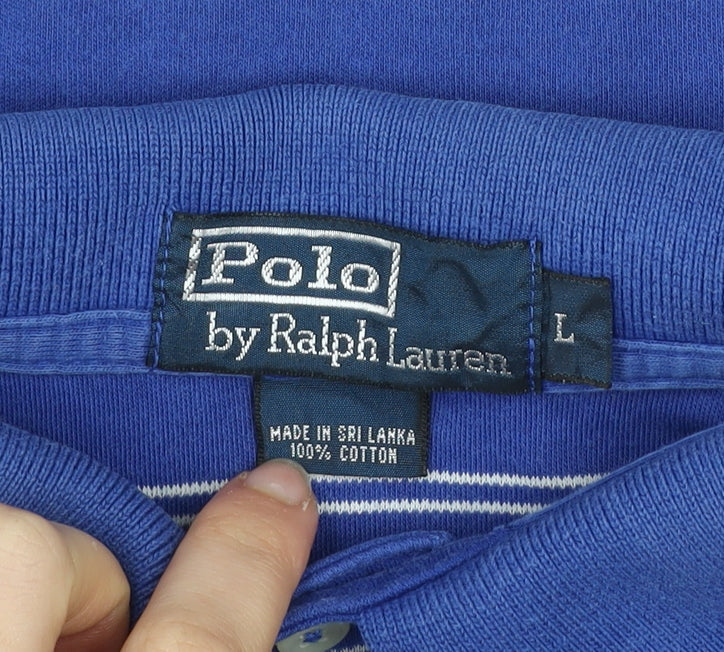 Polo
by Ralph Lauren
L
MADE IN SRI LANKA
100% COTTON